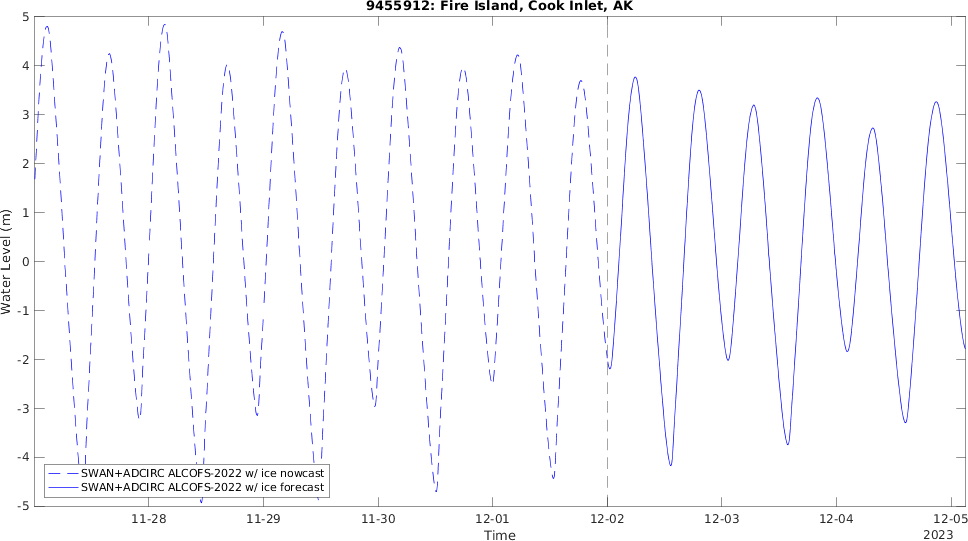 9455912: Fire Island, Cook Inlet, AK
5
4
3
2
1
0
-1
-2
-3
-4
-5
Water Level (m)
SWAN+ADCIRC ALCOFS-2022 w/ ice nowcast
SWAN+ADCIRC ALCOFS-2022 w/ ice forecast
11-28 11-29 11-30 12-01 12-02 12-03 12-04 12-05
Time
2023